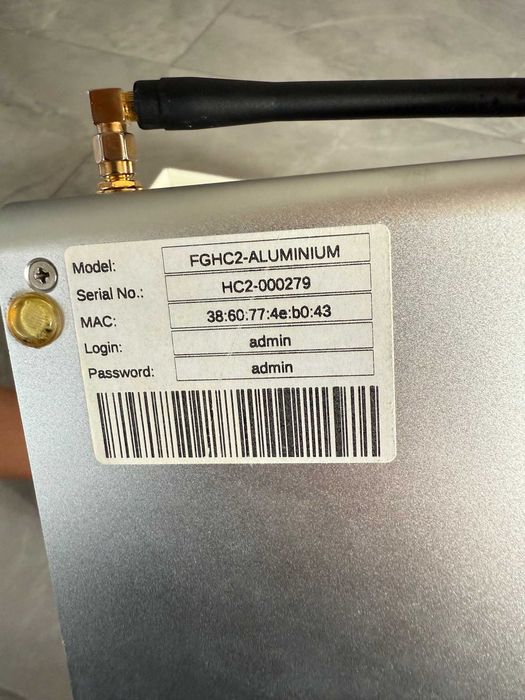 Model: FGHC2-ALUMINIUM
Serial No.: HC2-000279
MAC: 38:60:77:4e:b0:43
Login: admin
Password: admin